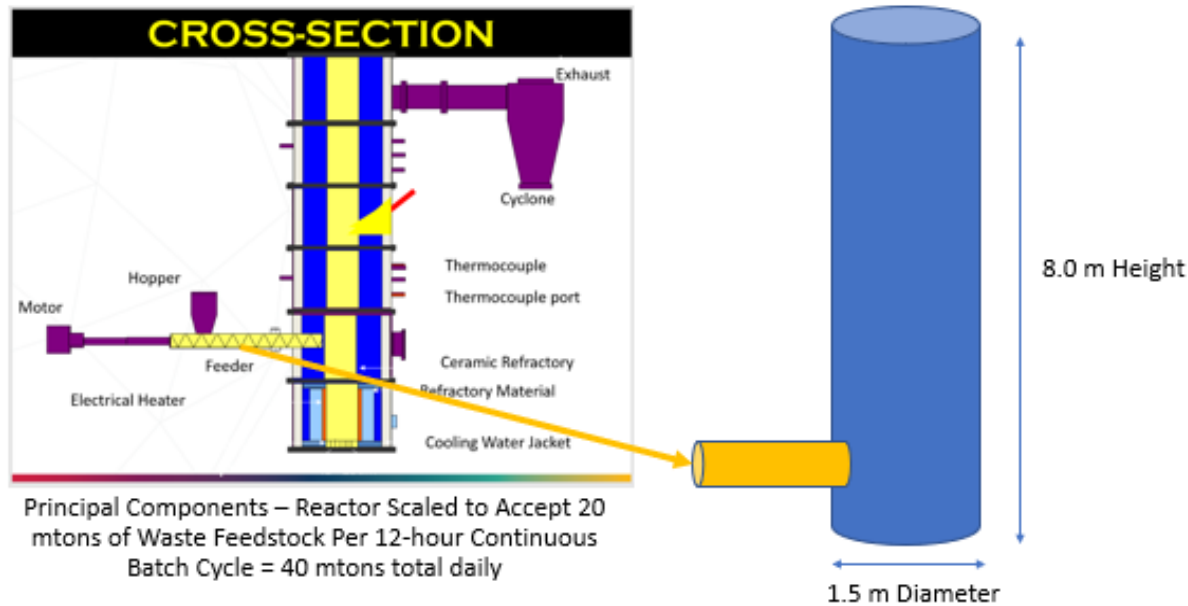 CROSS-SECTION
Exhaust
Cyclone
Thermocouple
Hopper
Thermocouple port
Motor
Feeder
Ceramic Refractory
Refractory Material
Electrical Heater
Cooling Water Jacket
8.0 m Height
1.5 m Diameter
Principal Components – Reactor Scaled to Accept 20
mtons of Waste Feedstock Per 12-hour Continuous
Batch Cycle = 40 mtons total daily